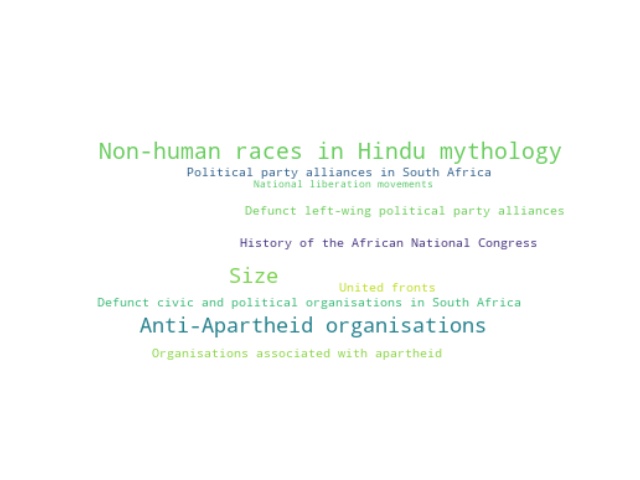 Non-human races in Hindu mythology
Political party alliances in South Africa
National liberation movements
Defunct left-wing political party alliances
History of the African National Congress
Size
United fronts
Defunct civic and political organisations in South Africa
Anti-Apartheid organisations
Organisations associated with apartheid